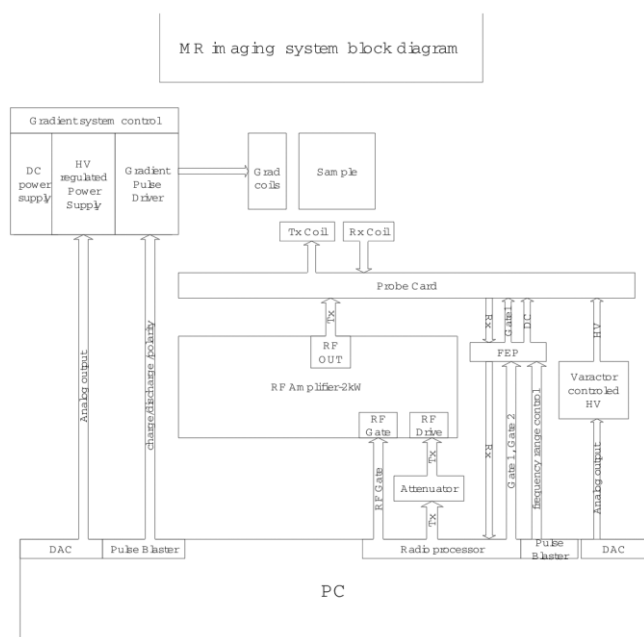 MR imaging system block diagram
Gradient system control
DC
power
supply
HV
regulated
Power
Supply
Gradient
Pulse
Driver
Grad
coils
Sample
Tx Coil
Rx Coil
Probe Card
Tx
Rx
Gate1
DC
HV
RF
OUT
FEP
RF Amplifier-2kW
Varactor
controled
HV
RF
Gate
RF
Drive
Analog output
charge/discharge/polarity
RF Gate
Tx
Attenuator
Tx
Rx
Gate 1, Gate 2
frequency range control
Analog output
DAC
Pulse Blaster
Radio processor
Pulse
Blaster
DAC
PC